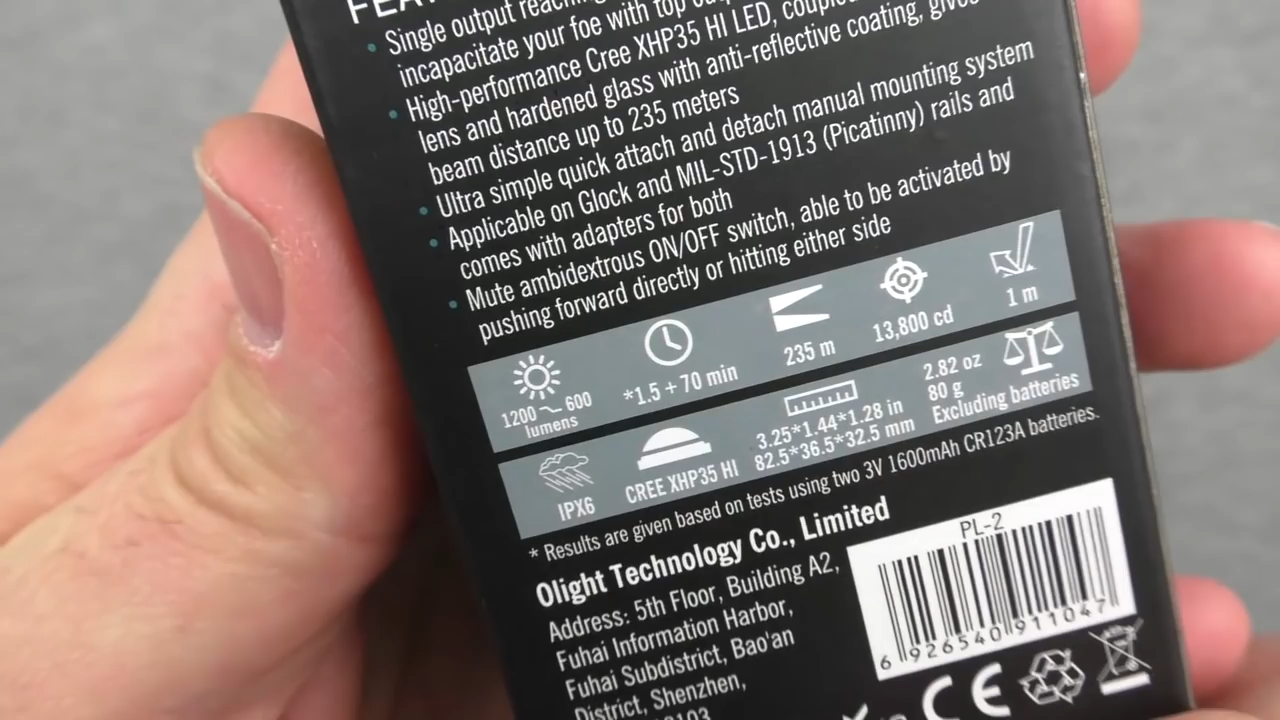 Single output reaching
incapacitate your foe with top
High-performance Cree XHP35 HI LED, coupled
lens and hardened glass with anti-reflective coating, gives
beam distance up to 235 meters
Ultra simple quick attach and detach manual mounting system
Applicable on Glock and MIL-STD-1913 (Picatinny) rails and
comes with adapters for both
Mute ambidextrous ON/OFF switch, able to be activated by
pushing forward directly or hitting either side
1200~600
lumens
*1.5 + 70 min
235 m
13,800 cd
1 m
IPX6
CREE XHP35 HI
3.25*1.44*1.28 in
82.5*36.5*32.5 mm
2.82 oz
80 g
Excluding batteries
* Results are given based on tests using two 3V 1600mAh CR123A batteries.
Olight Technology Co., Limited
Address: 5th Floor, Building A2,
Fuhai Information Harbor,
Fuhai Subdistrict, Bao'an
District, Shenzhen,
PL-2
6 926540 911047
CE